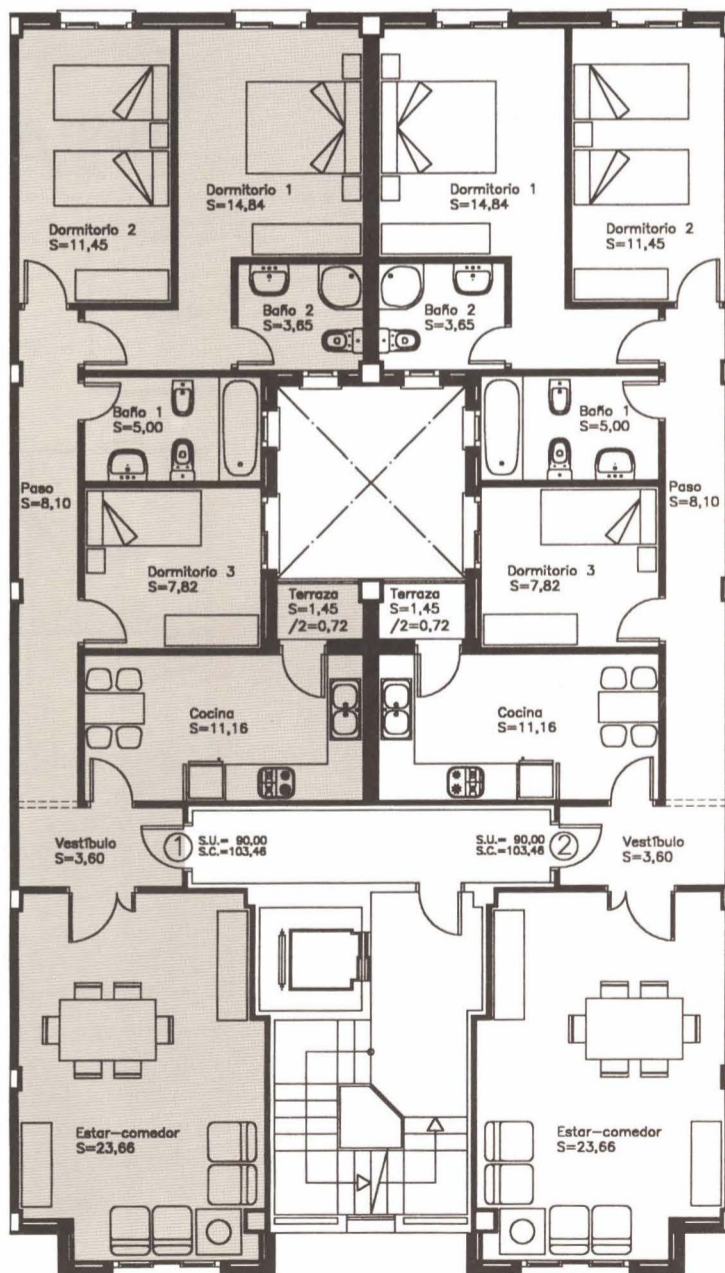 Dormitorio 1
S=14,84
Dormitorio 1
S=14,84
Dormitorio 2
S=11,45
Dormitorio 2
S=11,45
Baño 2
S=3,65
Baño 2
S=3,65
Baño 1
S=5,00
Baño 1
S=5,00
Paso
S=8,10
Paso
S=8,10
Dormitorio 3
S=7,82
Dormitorio 3
S=7,82
Terraza
S=1,45
/2=0,72
Terraza
S=1,45
/2=0,72
Cocina
S=11,16
Cocina
S=11,16
Vestíbulo
S=3,60
1
S.U.= 90,00
S.C.=103,46
S.U.= 90,00
S.C.=103,46
2
Vestíbulo
S=3,60
Estar-comedor
S=23,66
Estar-comedor
S=23,66